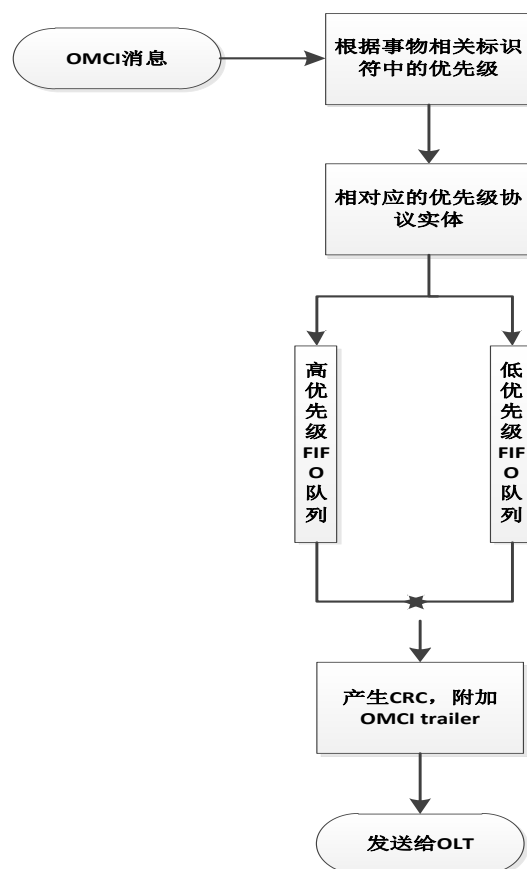 OMCI消息
根据事物相关标识
符中的优先级
相对应的优先级协
议实体
高
优
先
级
FIF
O
队
列
低
优
先
级
FIF
O
队
列
产生CRC，附加
OMCI trailer
发送给OLT